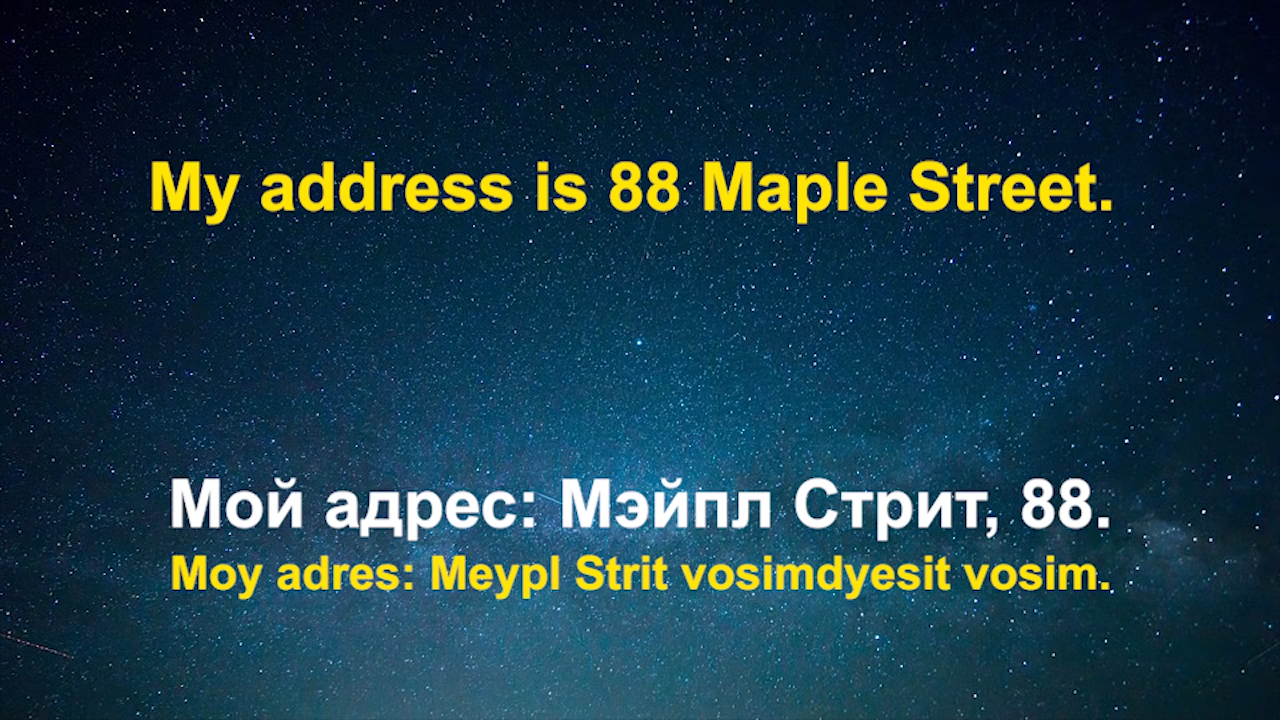 My address is 88 Maple Street.
Мой адрес: Мэйпл Стрит, 88.
Moy adres: Meypl Strit vosimdyesit vosim.